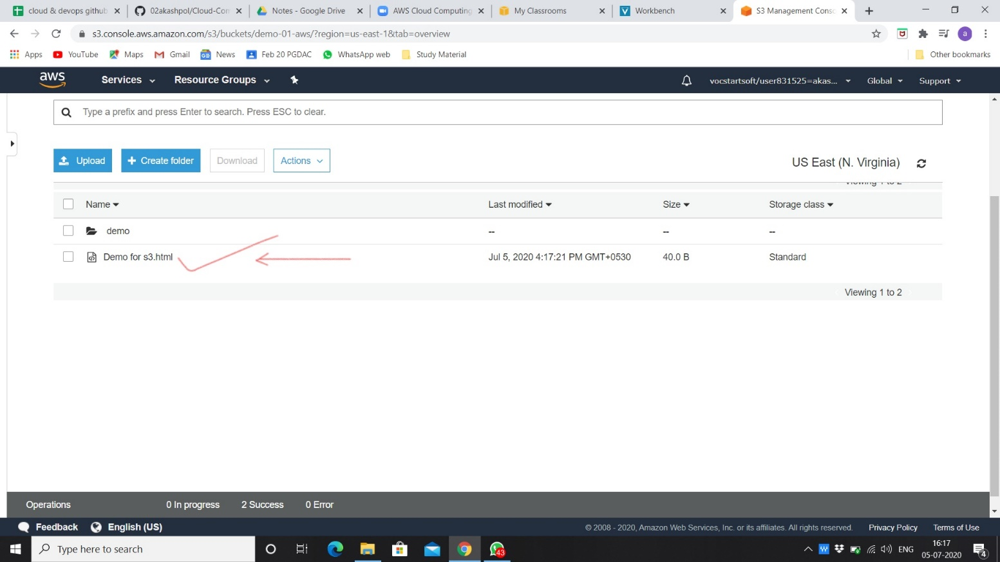 cloud & devops github
02akashpol/Cloud-Com
Notes - Google Drive
AWS Cloud Computing
My Classrooms
Workbench
S3 Management Conso
s3.console.aws.amazon.com/s3/buckets/demo-01-aws/?region=us-east-1&tab=overview
a
Apps
YouTube
Maps
Gmail
News
Feb 20 PGDAC
WhatsApp web
Study Material
Other bookmarks
aws
Services
Resource Groups
vocstartsoft/user831525=akas...
Global
Support
Type a prefix and press Enter to search. Press ESC to clear.
Upload
Create folder
Download
Actions
US East (N. Virginia)
Viewing 1 to 2
Name
Last modified
Size
Storage class
demo
--
--
--
Demo for s3.html
Jul 5, 2020 4:17:21 PM GMT+0530
40.0 B
Standard
Viewing 1 to 2
Operations
0 In progress
2 Success
0 Error
Feedback
English (US)
© 2008 - 2020, Amazon Web Services, Inc. or its affiliates. All rights reserved.
Privacy Policy
Terms of Use
Type here to search
43
ENG
16:17
05-07-2020
4